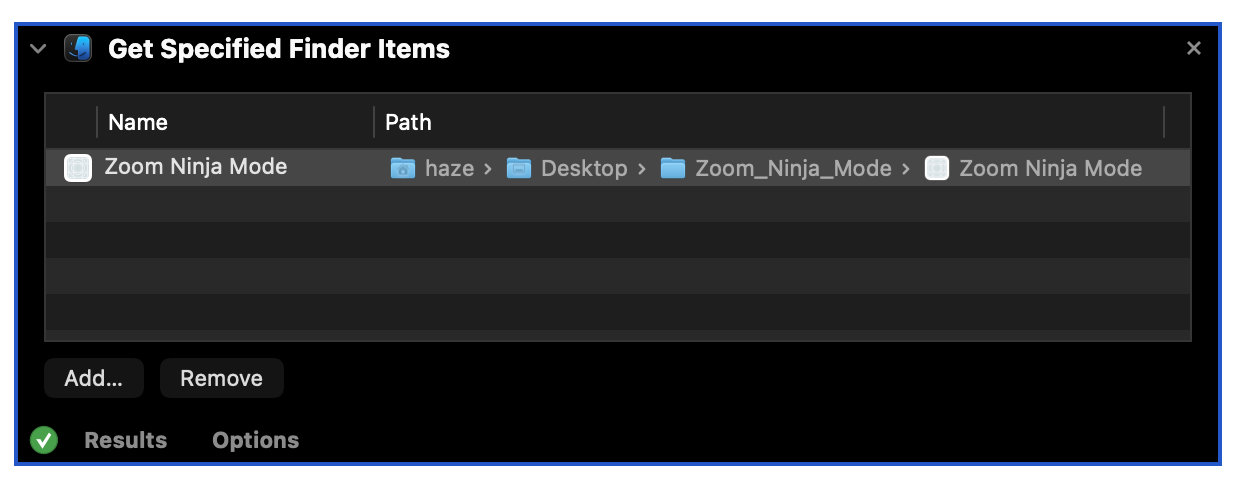 Get Specified Finder Items
Name Path
Zoom Ninja Mode haze › Desktop › Zoom_Ninja_Mode › Zoom Ninja Mode
Add... Remove
Results Options